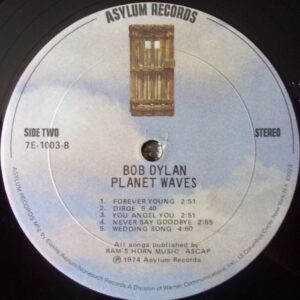 ASYLUM RECORDS
SIDE TWO
7E-1003-B
STEREO
BOB DYLAN
PLANET WAVES
1. FOREVER YOUNG 2:51
2. DIRGE 5:40
3. YOU ANGEL YOU 2:51
4. NEVER SAY GOODBYE 2:55
5. WEDDING SONG 4:60
All songs published by
RAM'S HORN MUSIC ASCAP
℗ 1974 Asylum Records